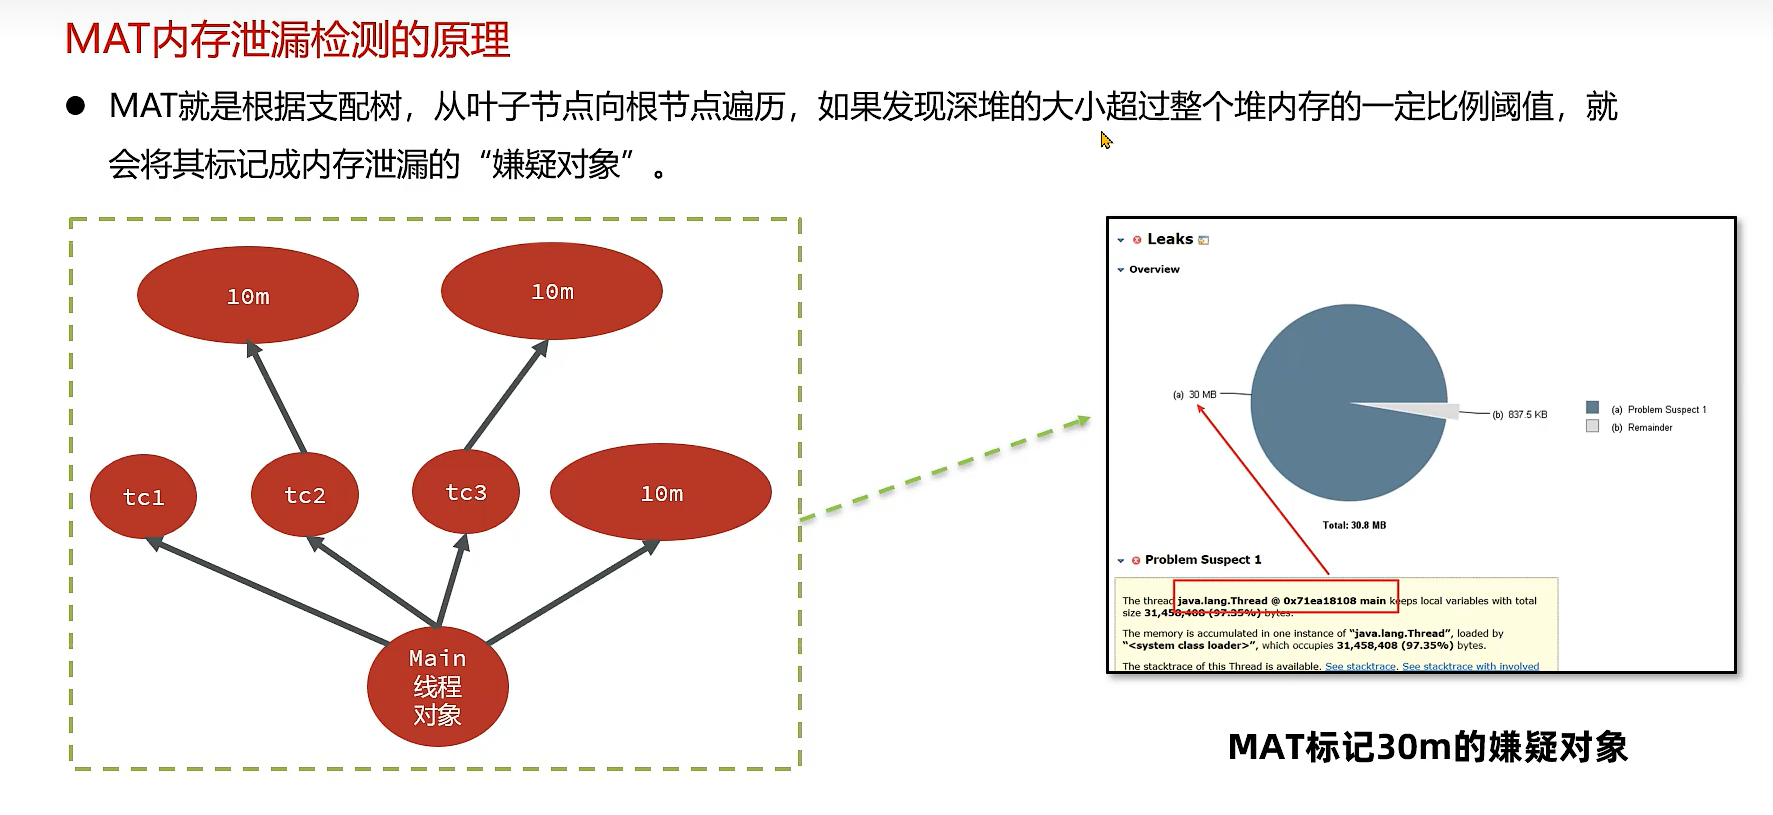 MAT内存泄漏检测的原理
● MAT就是根据支配树，从叶子节点向根节点遍历，如果发现深堆的大小超过整个堆内存的一定比例阈值，就
会将其标记成内存泄漏的“嫌疑对象”。
10m
10m
tc1
tc2
tc3
10m
Main
线程
对象
Leaks
Overview
(a) 30 MB
(b) 837.5 KB
(a) Problem Suspect 1
(b) Remainder
Total: 30.8 MB
Problem Suspect 1
The thread java.lang.Thread @ 0x71ea18108 main keeps local variables with total
size 31,458,408 (97.35%) bytes.
The memory is accumulated in one instance of “java.lang.Thread”, loaded by
“<system class loader>”, which occupies 31,458,408 (97.35%) bytes.
The stacktrace of this Thread is available. See stacktrace. See stacktrace with involved
MAT标记30m的嫌疑对象